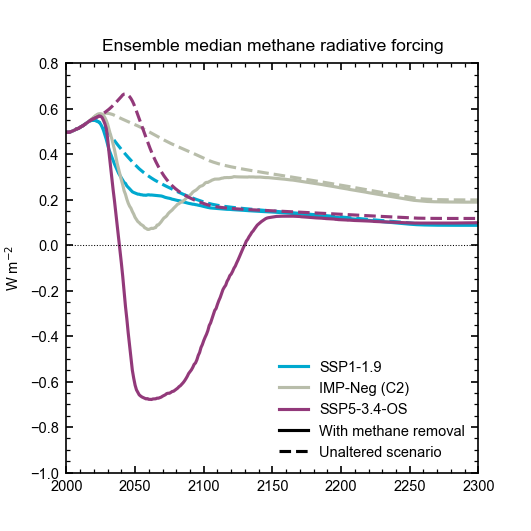 Ensemble median methane radiative forcing
0.8
0.6
0.4
0.2
0.0
−0.2
−0.4
−0.6
−0.8
−1.0
W m⁻²
SSP1-1.9
IMP-Neg (C2)
SSP5-3.4-OS
With methane removal
Unaltered scenario
2000 2050 2100 2150 2200 2250 2300